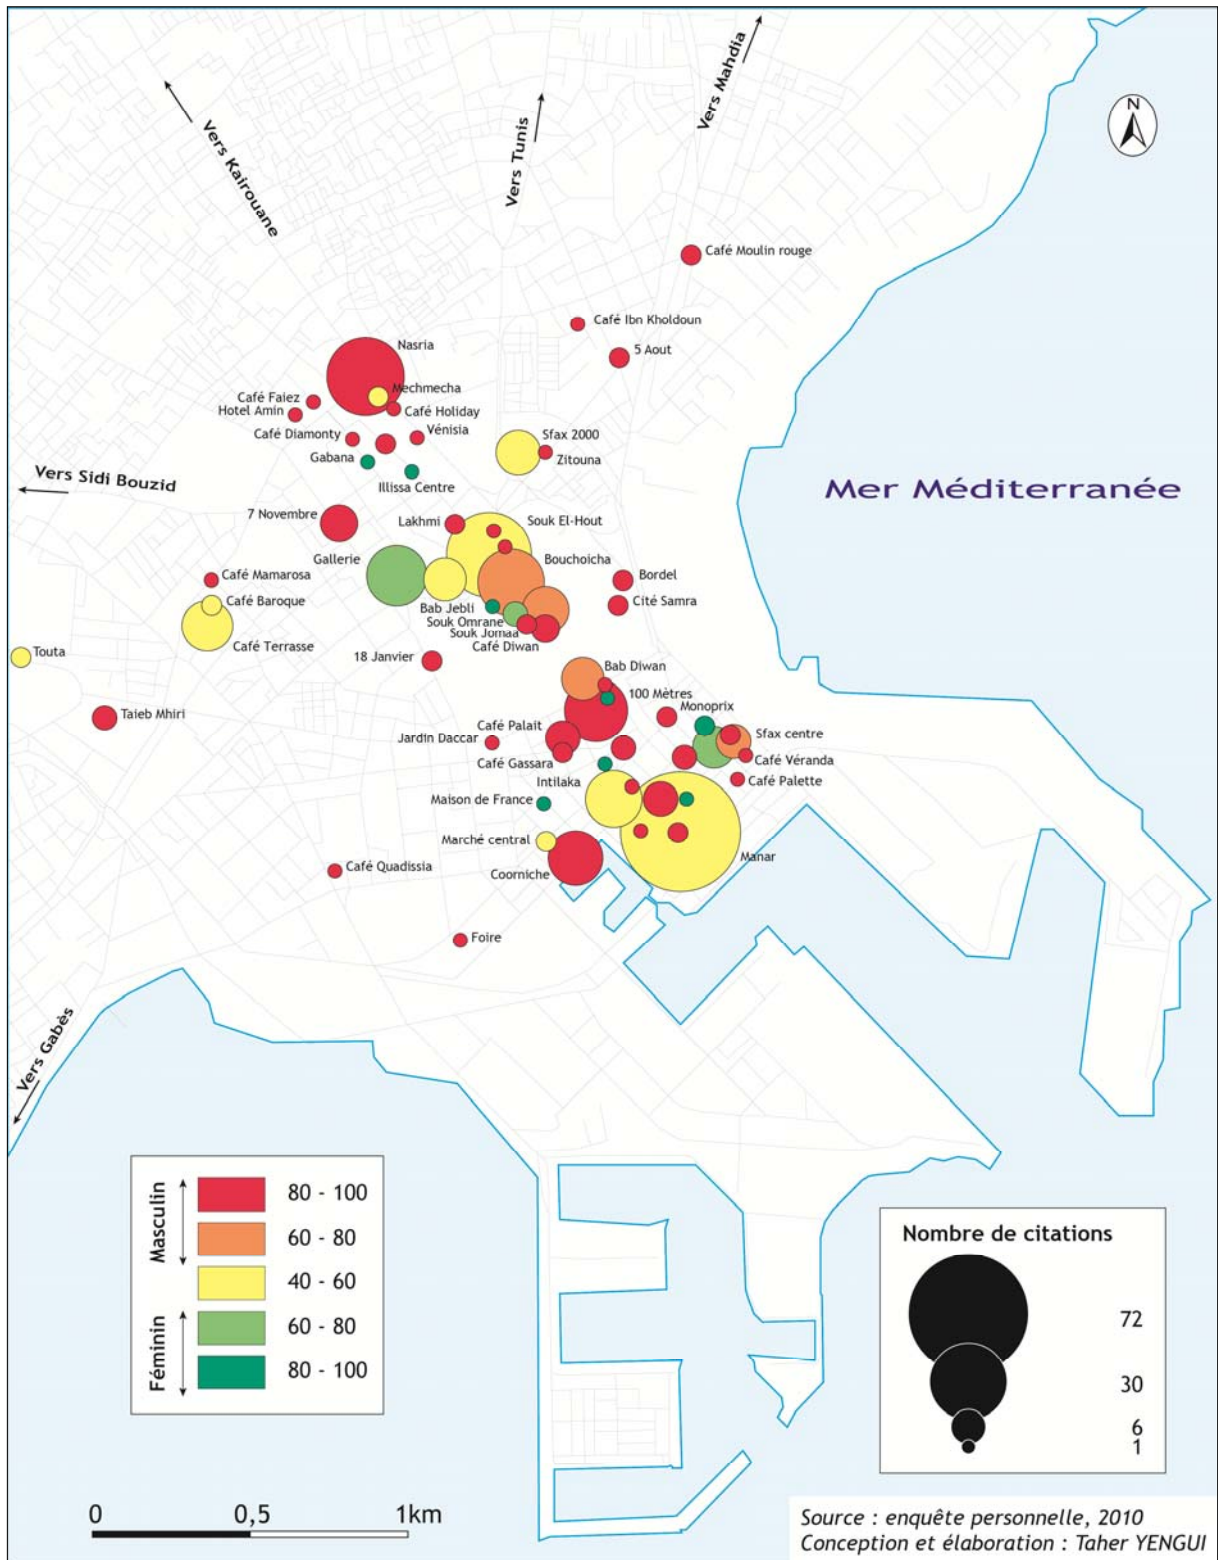 Vers Mahdia
N
Vers Kairouane
Vers Tunis
Café Moulin rouge
Café Ibn Kholdoun
Nasria
5 Aout
Mechmecha
Café Faiez
Hotel Amin
Café Holiday
Café Diamonty
Vénisia
Sfax 2000
Gabana
Zitouna
Illissa Centre
Vers Sidi Bouzid
Mer Méditerranée
7 Novembre
Lakhmi
Souk El-Hout
Gallerie
Bouchoicha
Café Mamarosa
Bordel
Café Baroque
Bab Jebli
Cité Samra
Souk Omrane
Souk Jomaa
Café Terrasse
Café Diwan
Touta
18 Janvier
Bab Diwan
100 Mètres
Monoprix
Taieb Mhiri
Café Palait
Jardin Daccar
Sfax centre
Café Gassara
Café Véranda
Intilaka
Café Palette
Maison de France
Marché central
Manar
Café Quadissia
Coorniche
Foire
Vers Gabès
Masculin
80 - 100
60 - 80
40 - 60
Féminin
60 - 80
80 - 100
Nombre de citations
72
30
6
1
0 0,5 1km
Source : enquête personnelle, 2010
Conception et élaboration : Taher YENGUI